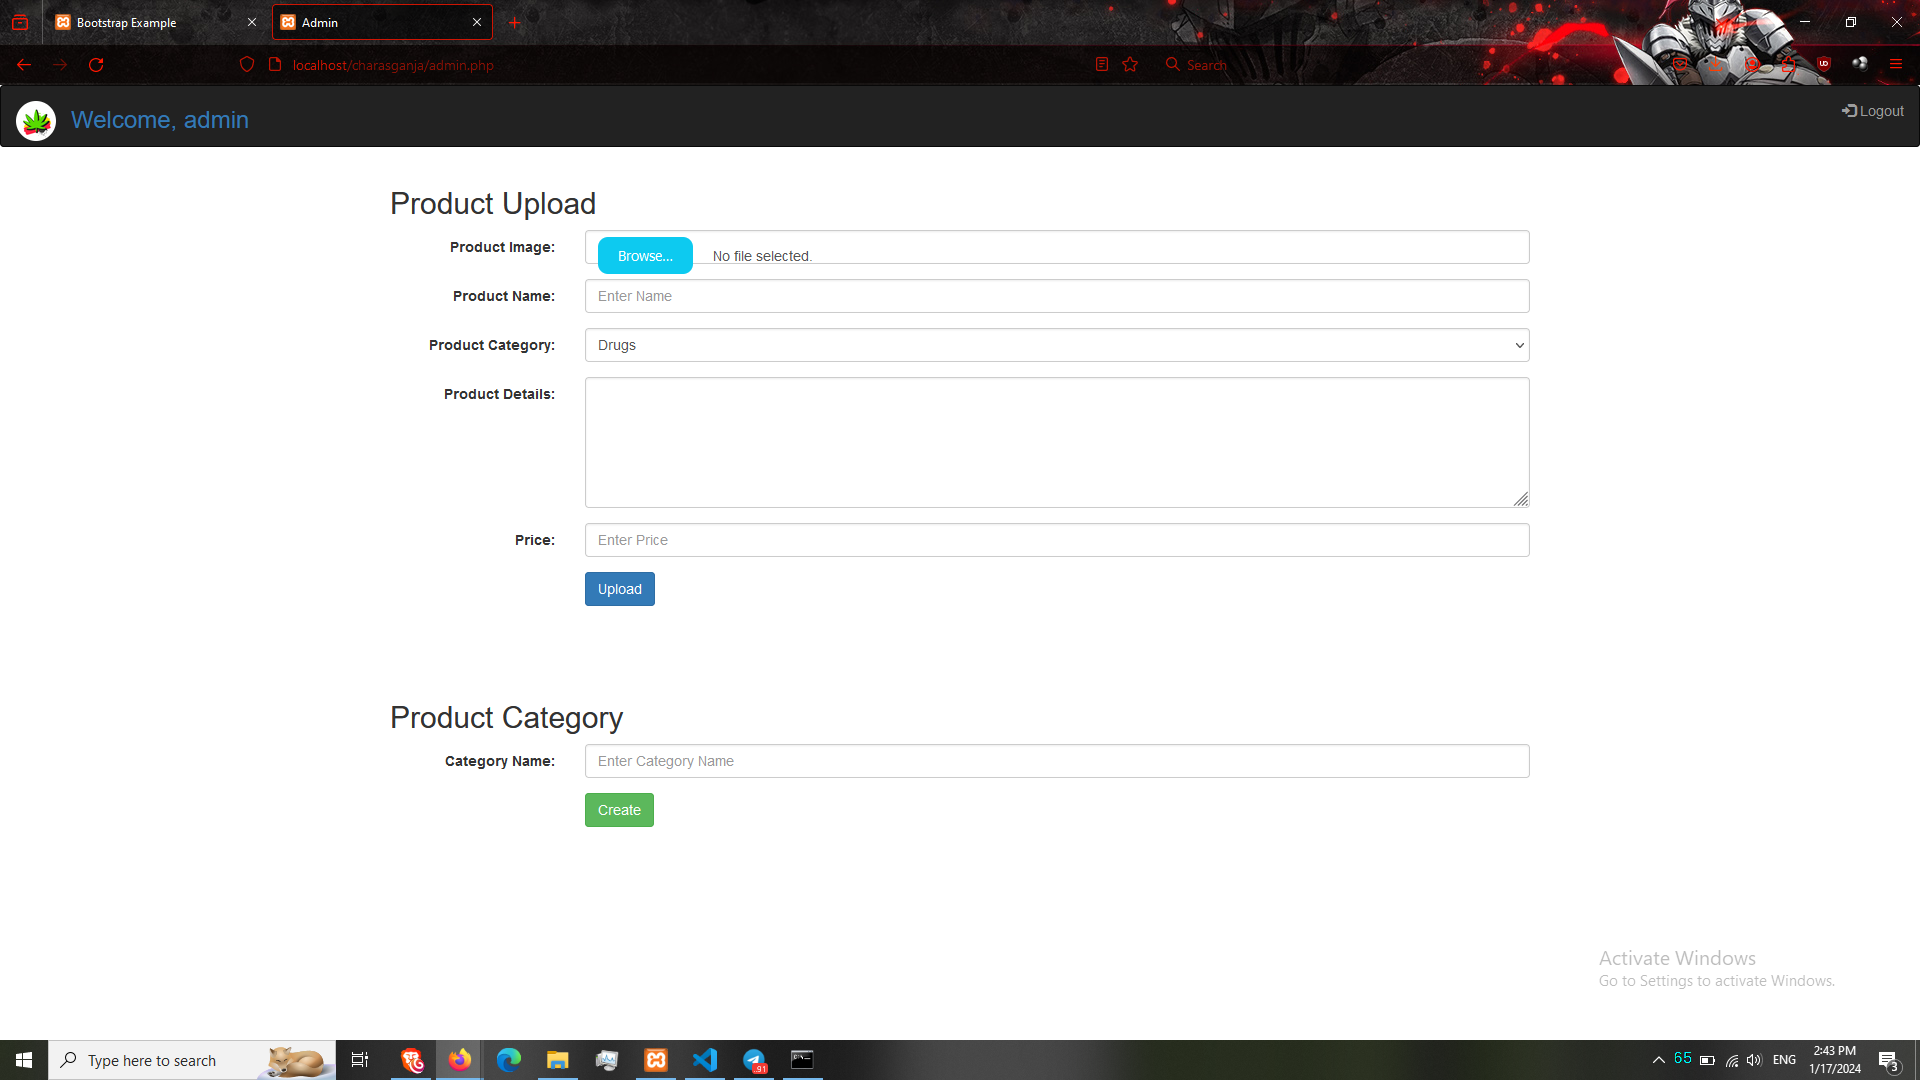 Bootstrap Example
Admin
localhost/charasganja/admin.php
Search
Welcome, admin
Logout
Product Upload
Product Image:
Browse...
No file selected.
Product Name:
Enter Name
Product Category:
Drugs
Product Details:
Price:
Enter Price
Upload
Product Category
Category Name:
Enter Category Name
Create
Activate Windows
Go to Settings to activate Windows.
Type here to search
91
65
ENG
2:43 PM
1/17/2024
3